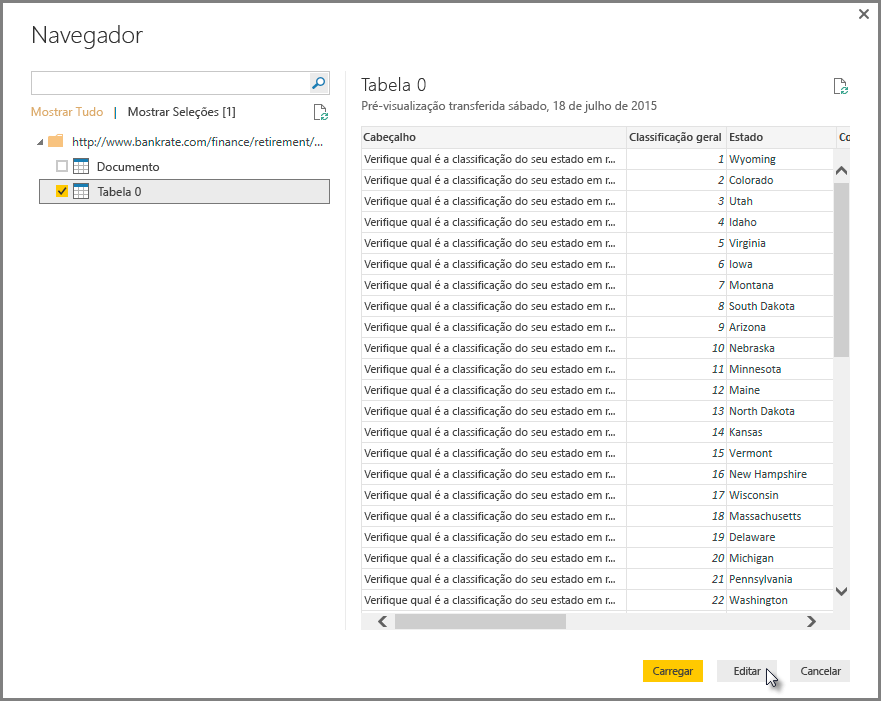 Navegador
Mostrar Tudo | Mostrar Seleções [1]
http://www.bankrate.com/finance/retirement/...
Documento
Tabela 0
Tabela 0
Pré-visualização transferida sábado, 18 de julho de 2015
Cabeçalho Classificação geral Estado Co
Verifique qual é a classificação do seu estado em r... 1 Wyoming
Verifique qual é a classificação do seu estado em r... 2 Colorado
Verifique qual é a classificação do seu estado em r... 3 Utah
Verifique qual é a classificação do seu estado em r... 4 Idaho
Verifique qual é a classificação do seu estado em r... 5 Virginia
Verifique qual é a classificação do seu estado em r... 6 Iowa
Verifique qual é a classificação do seu estado em r... 7 Montana
Verifique qual é a classificação do seu estado em r... 8 South Dakota
Verifique qual é a classificação do seu estado em r... 9 Arizona
Verifique qual é a classificação do seu estado em r... 10 Nebraska
Verifique qual é a classificação do seu estado em r... 11 Minnesota
Verifique qual é a classificação do seu estado em r... 12 Maine
Verifique qual é a classificação do seu estado em r... 13 North Dakota
Verifique qual é a classificação do seu estado em r... 14 Kansas
Verifique qual é a classificação do seu estado em r... 15 Vermont
Verifique qual é a classificação do seu estado em r... 16 New Hampshire
Verifique qual é a classificação do seu estado em r... 17 Wisconsin
Verifique qual é a classificação do seu estado em r... 18 Massachusetts
Verifique qual é a classificação do seu estado em r... 19 Delaware
Verifique qual é a classificação do seu estado em r... 20 Michigan
Verifique qual é a classificação do seu estado em r... 21 Pennsylvania
Verifique qual é a classificação do seu estado em r... 22 Washington
Carregar Editar Cancelar